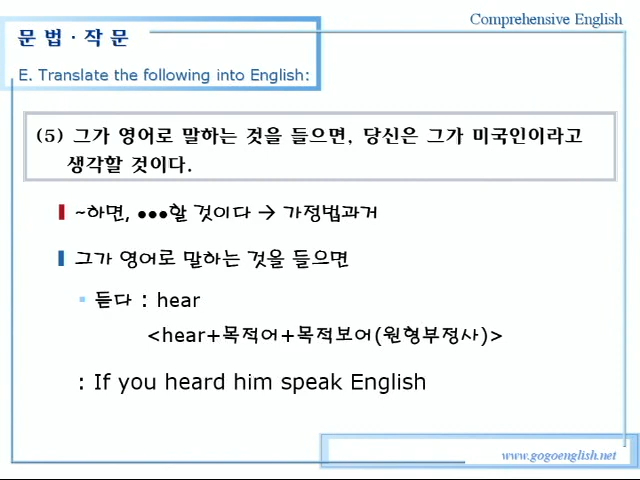 Comprehensive English
문 법 · 작 문
E. Translate the following into English:
(5) 그가 영어로 말하는 것을 들으면, 당신은 그가 미국인이라고
생각할 것이다.
~하면, ●●●할 것이다 → 가정법과거
그가 영어로 말하는 것을 들으면
듣다 : hear
<hear+목적어+목적보어(원형부정사)>
: If you heard him speak English
www.gogoenglish.net